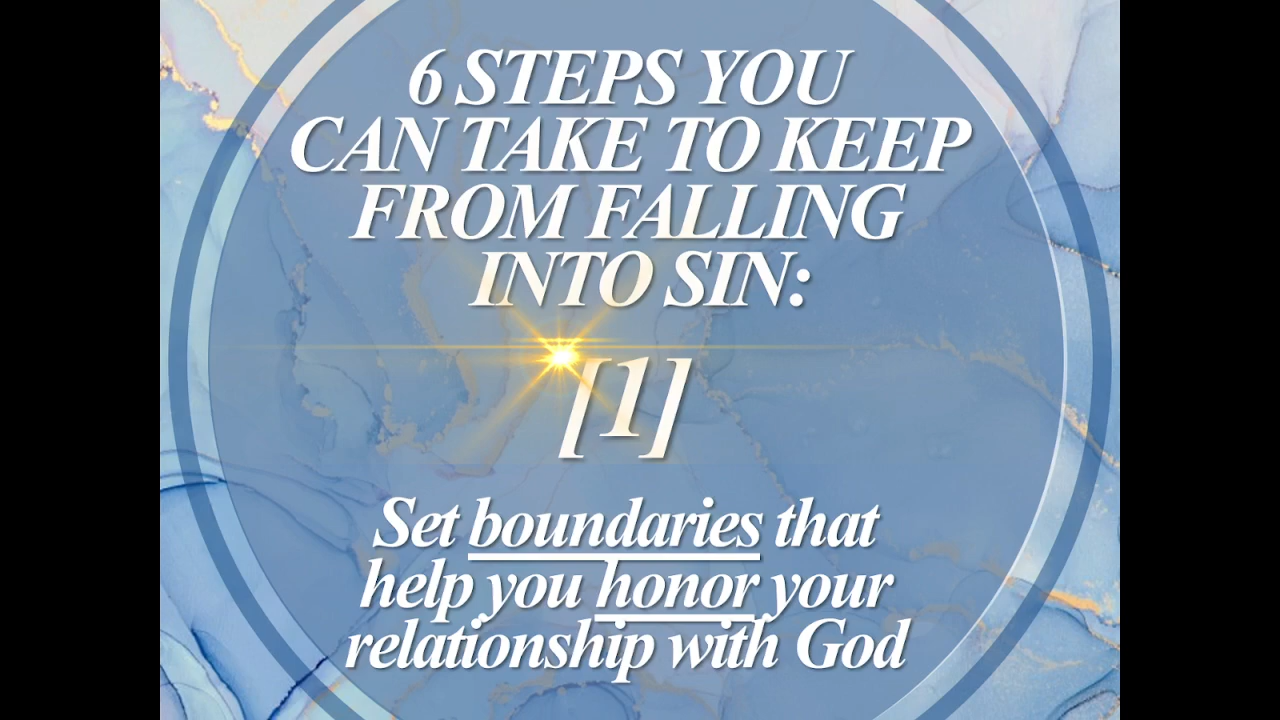 6 STEPS YOU
CAN TAKE TO KEEP
FROM FALLING
INTO SIN:
[1]
Set boundaries that
help you honor your
relationship with God